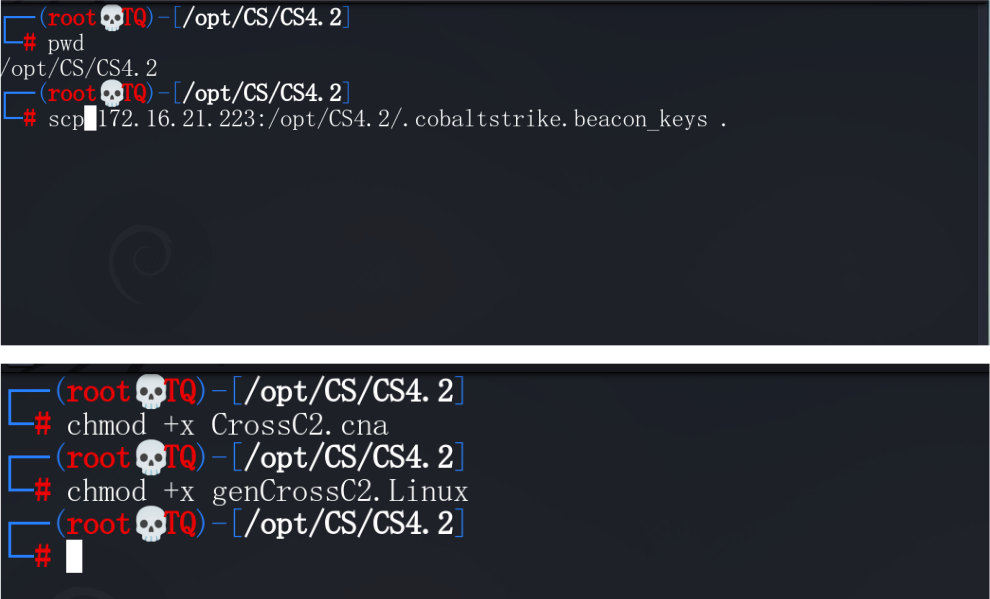 (root💀TQ)-[/opt/CS/CS4.2]
# pwd
/opt/CS/CS4.2
(root💀TQ)-[/opt/CS/CS4.2]
# scp 172.16.21.223:/opt/CS4.2/.cobaltstrike.beacon_keys .
(root💀TQ)-[/opt/CS/CS4.2]
# chmod +x CrossC2.cna
(root💀TQ)-[/opt/CS/CS4.2]
# chmod +x genCrossC2.Linux
(root💀TQ)-[/opt/CS/CS4.2]
#